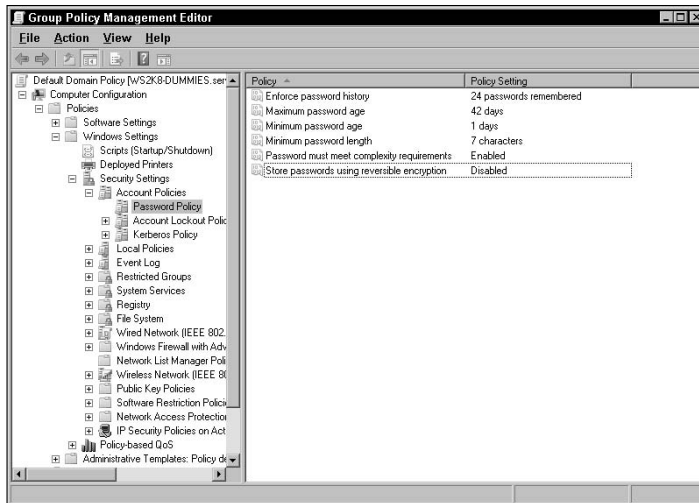 Group Policy Management Editor
File Action View Help
Default Domain Policy [WS2K8-DUMMIES.ser
Computer Configuration
Policies
Software Settings
Windows Settings
Scripts (Startup/Shutdown)
Deployed Printers
Security Settings
Account Policies
Password Policy
Account Lockout Polic
Kerberos Policy
Local Policies
Event Log
Restricted Groups
System Services
Registry
File System
Wired Network (IEEE 802.
Windows Firewall with Adv
Network List Manager Poli
Wireless Network (IEEE 80
Public Key Policies
Software Restriction Polici
Network Access Protection
IP Security Policies on Act
Policy-based QoS
Administrative Templates: Policy de
Policy Policy Setting
Enforce password history 24 passwords remembered
Maximum password age 42 days
Minimum password age 1 days
Minimum password length 7 characters
Password must meet complexity requirements Enabled
Store passwords using reversible encryption Disabled